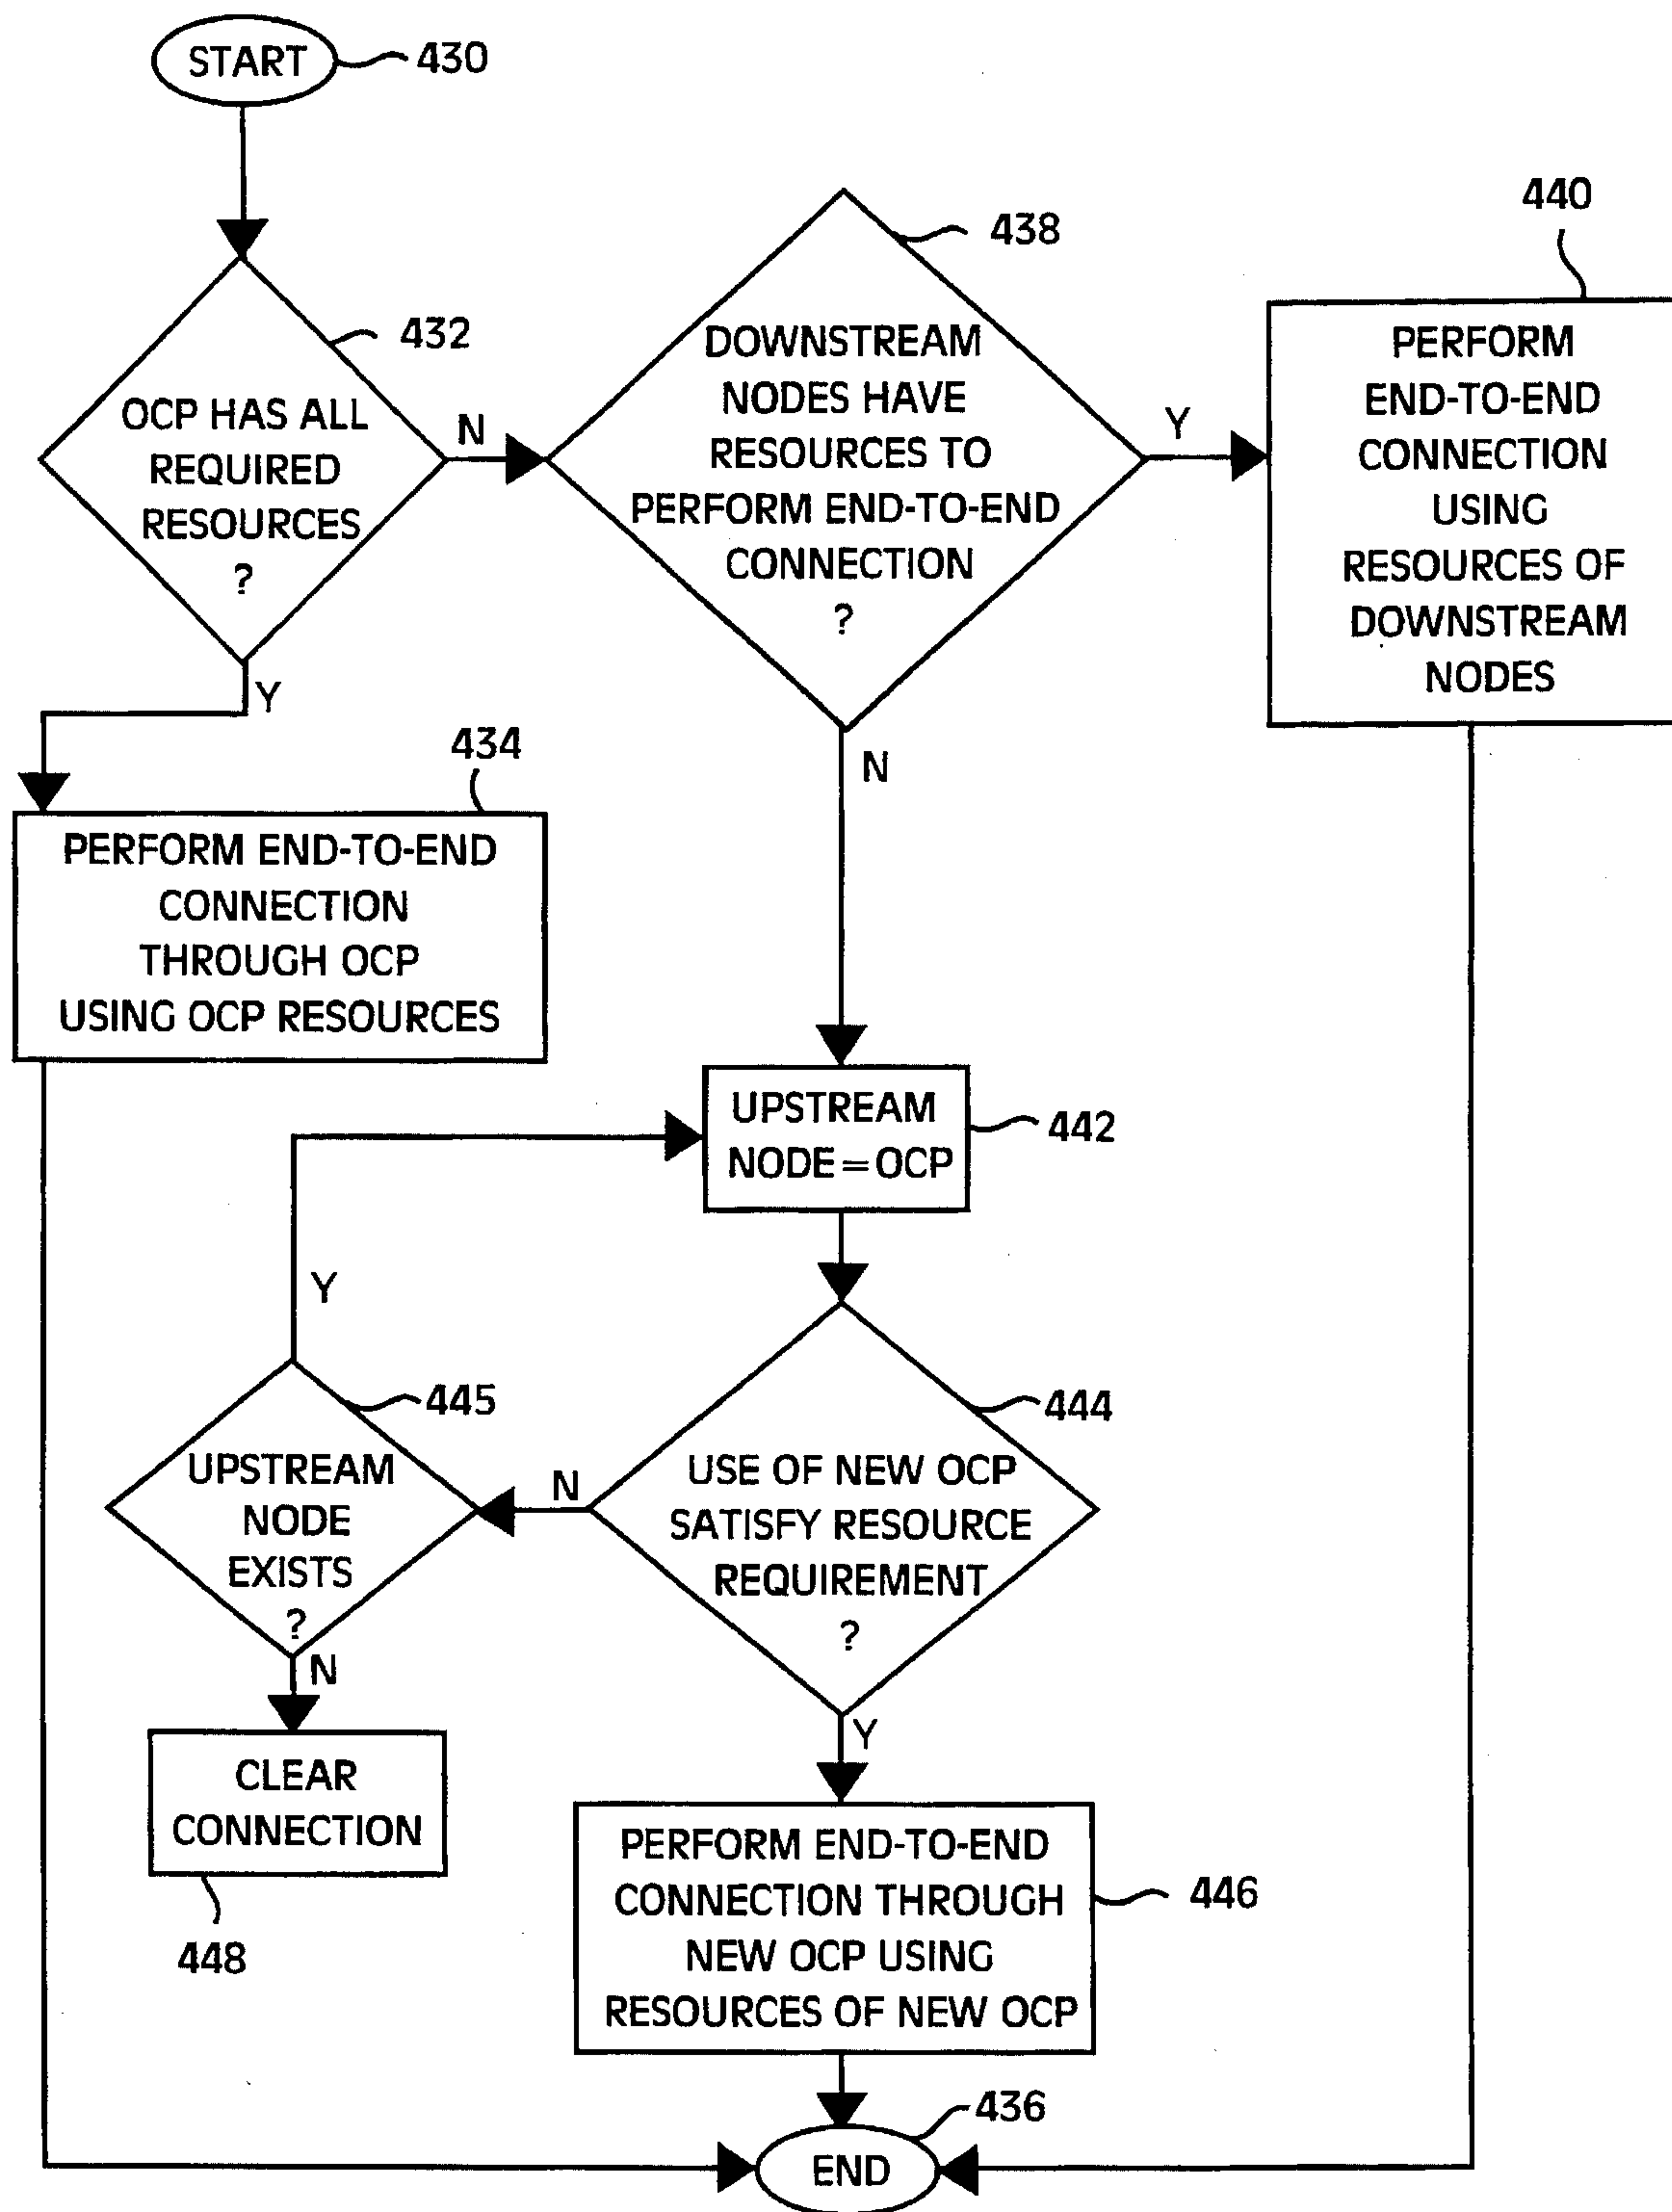 START
430
432
OCP HAS ALL
REQUIRED
RESOURCES
?
N
Y
438
DOWNSTREAM
NODES HAVE
RESOURCES TO
PERFORM END-TO-END
CONNECTION
?
Y
N
440
PERFORM
END-TO-END
CONNECTION
USING
RESOURCES OF
DOWNSTREAM
NODES
434
PERFORM END-TO-END
CONNECTION
THROUGH OCP
USING OCP RESOURCES
UPSTREAM
NODE=OCP
442
444
USE OF NEW OCP
SATISFY RESOURCE
REQUIREMENT
?
N
Y
445
UPSTREAM
NODE
EXISTS
?
Y
N
CLEAR
CONNECTION
448
PERFORM END-TO-END
CONNECTION THROUGH
NEW OCP USING
RESOURCES OF NEW OCP
446
436
END